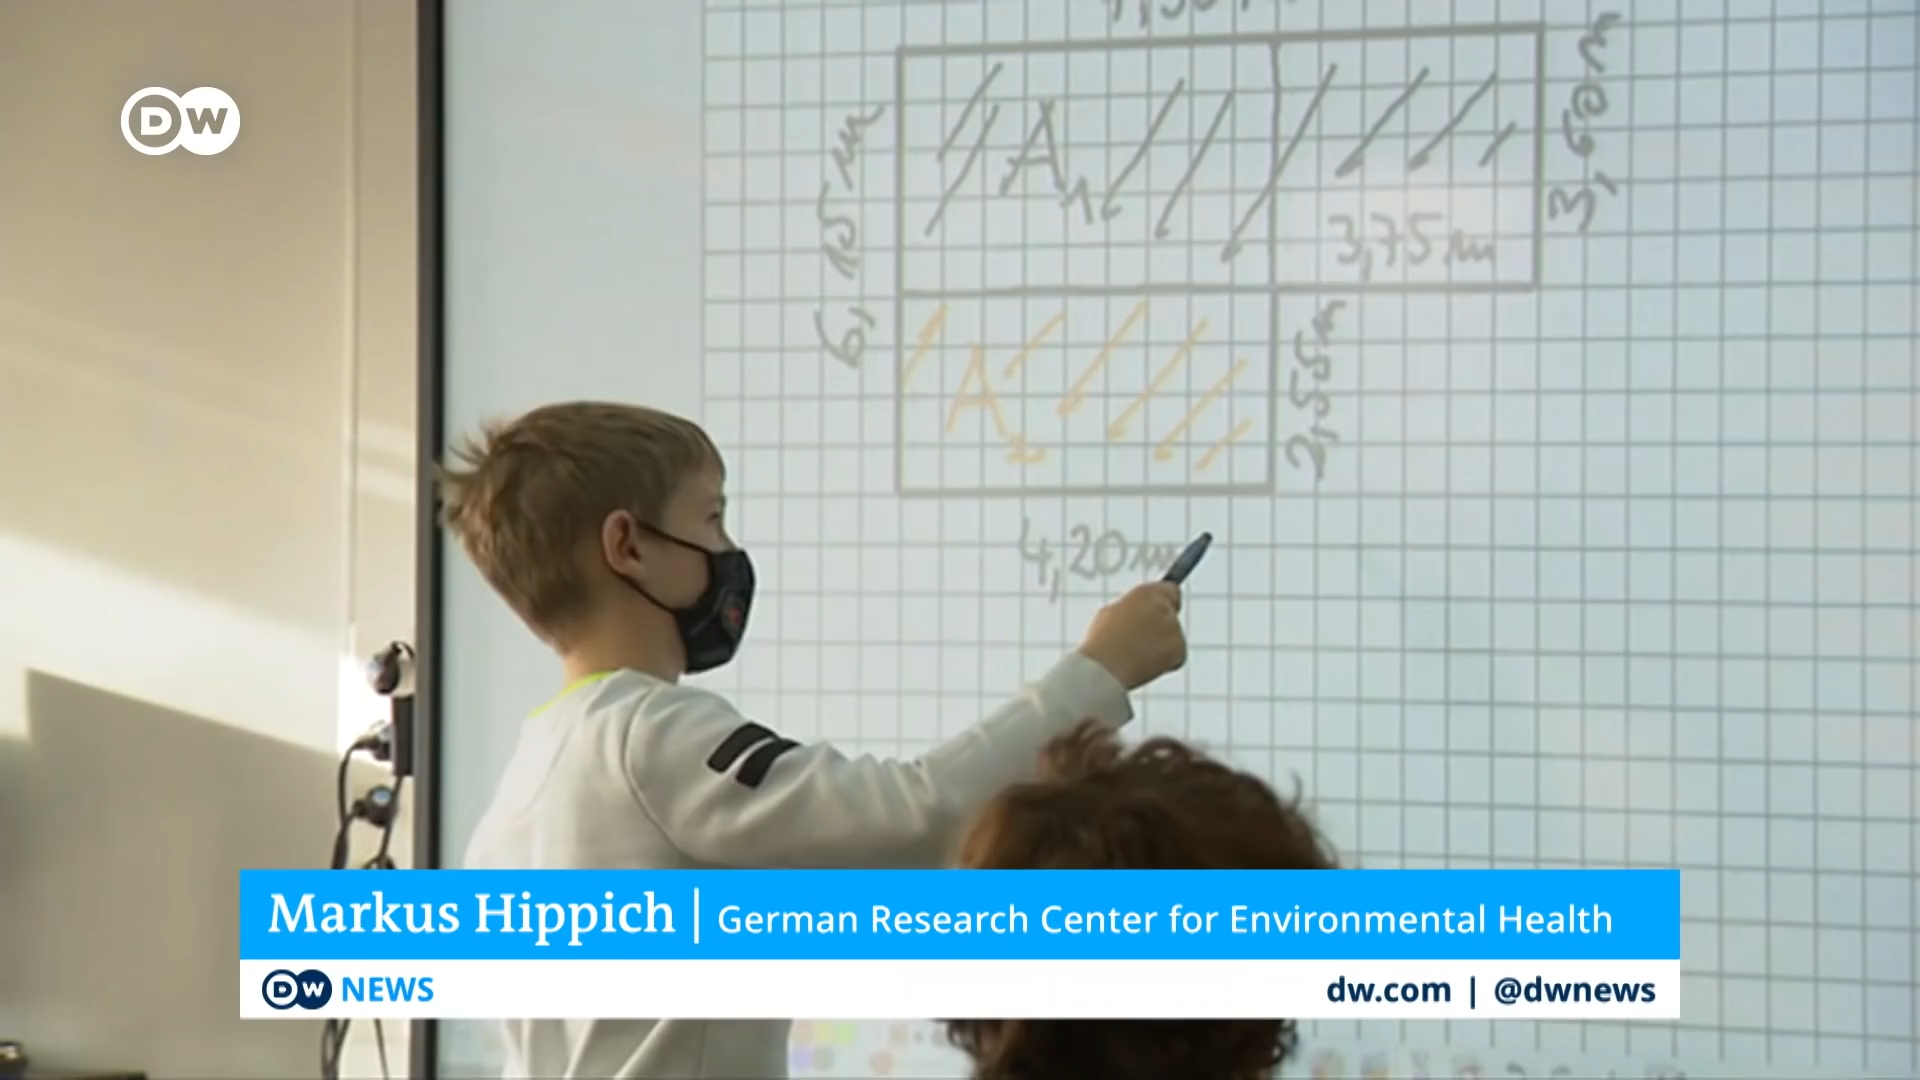 DW
3,60 m
A1
6,15 m
3,75 m
A2
2,55 m
4,20 m
Markus Hippich | German Research Center for Environmental Health
DW NEWS
dw.com | @dwnews